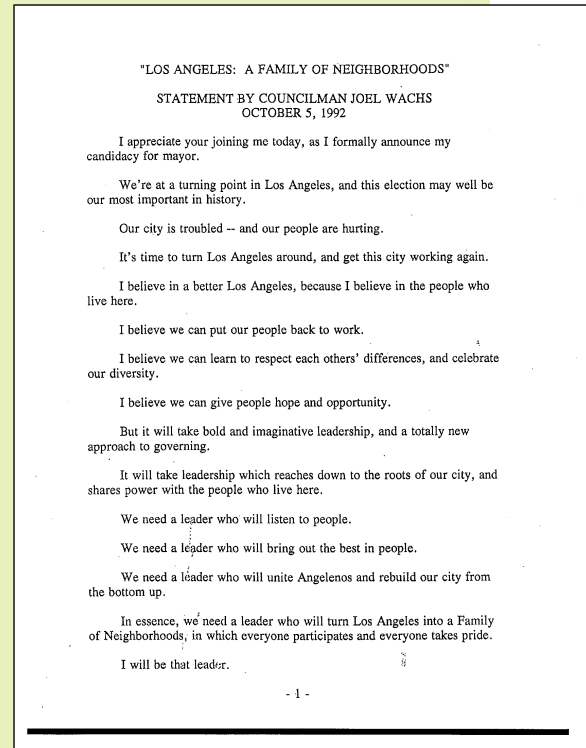 "LOS ANGELES: A FAMILY OF NEIGHBORHOODS"
STATEMENT BY COUNCILMAN JOEL WACHS
OCTOBER 5, 1992
I appreciate your joining me today, as I formally announce my
candidacy for mayor.
We're at a turning point in Los Angeles, and this election may well be
our most important in history.
Our city is troubled -- and our people are hurting.
It's time to turn Los Angeles around, and get this city working again.
I believe in a better Los Angeles, because I believe in the people who
live here.
I believe we can put our people back to work.
I believe we can learn to respect each others' differences, and celebrate
our diversity.
I believe we can give people hope and opportunity.
But it will take bold and imaginative leadership, and a totally new
approach to governing.
It will take leadership which reaches down to the roots of our city, and
shares power with the people who live here.
We need a leader who will listen to people.
We need a leader who will bring out the best in people.
We need a leader who will unite Angelenos and rebuild our city from
the bottom up.
In essence, we need a leader who will turn Los Angeles into a Family
of Neighborhoods, in which everyone participates and everyone takes pride.
I will be that leader.
- 1 -